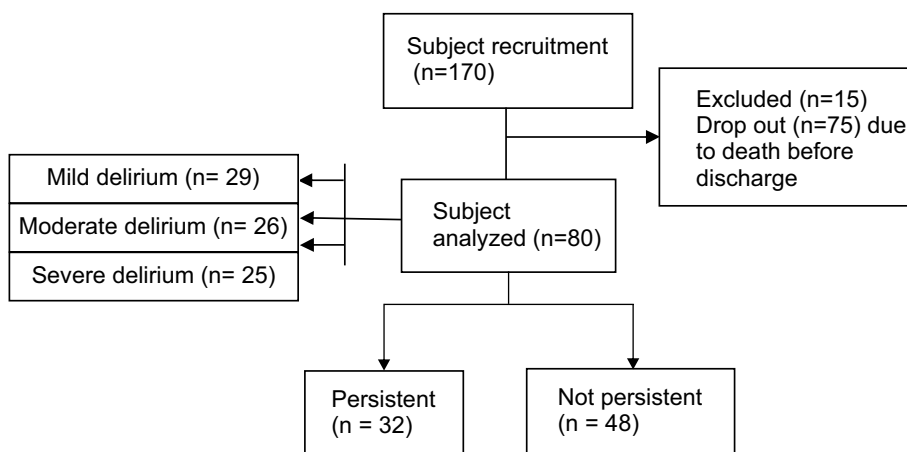 Subject recruitment
(n=170)
Excluded (n=15)
Drop out (n=75) due
to death before
discharge
Mild delirium (n= 29)
Moderate delirium (n= 26)
Severe delirium (n= 25)
Subject
analyzed (n=80)
Persistent
(n = 32)
Not persistent
(n = 48)